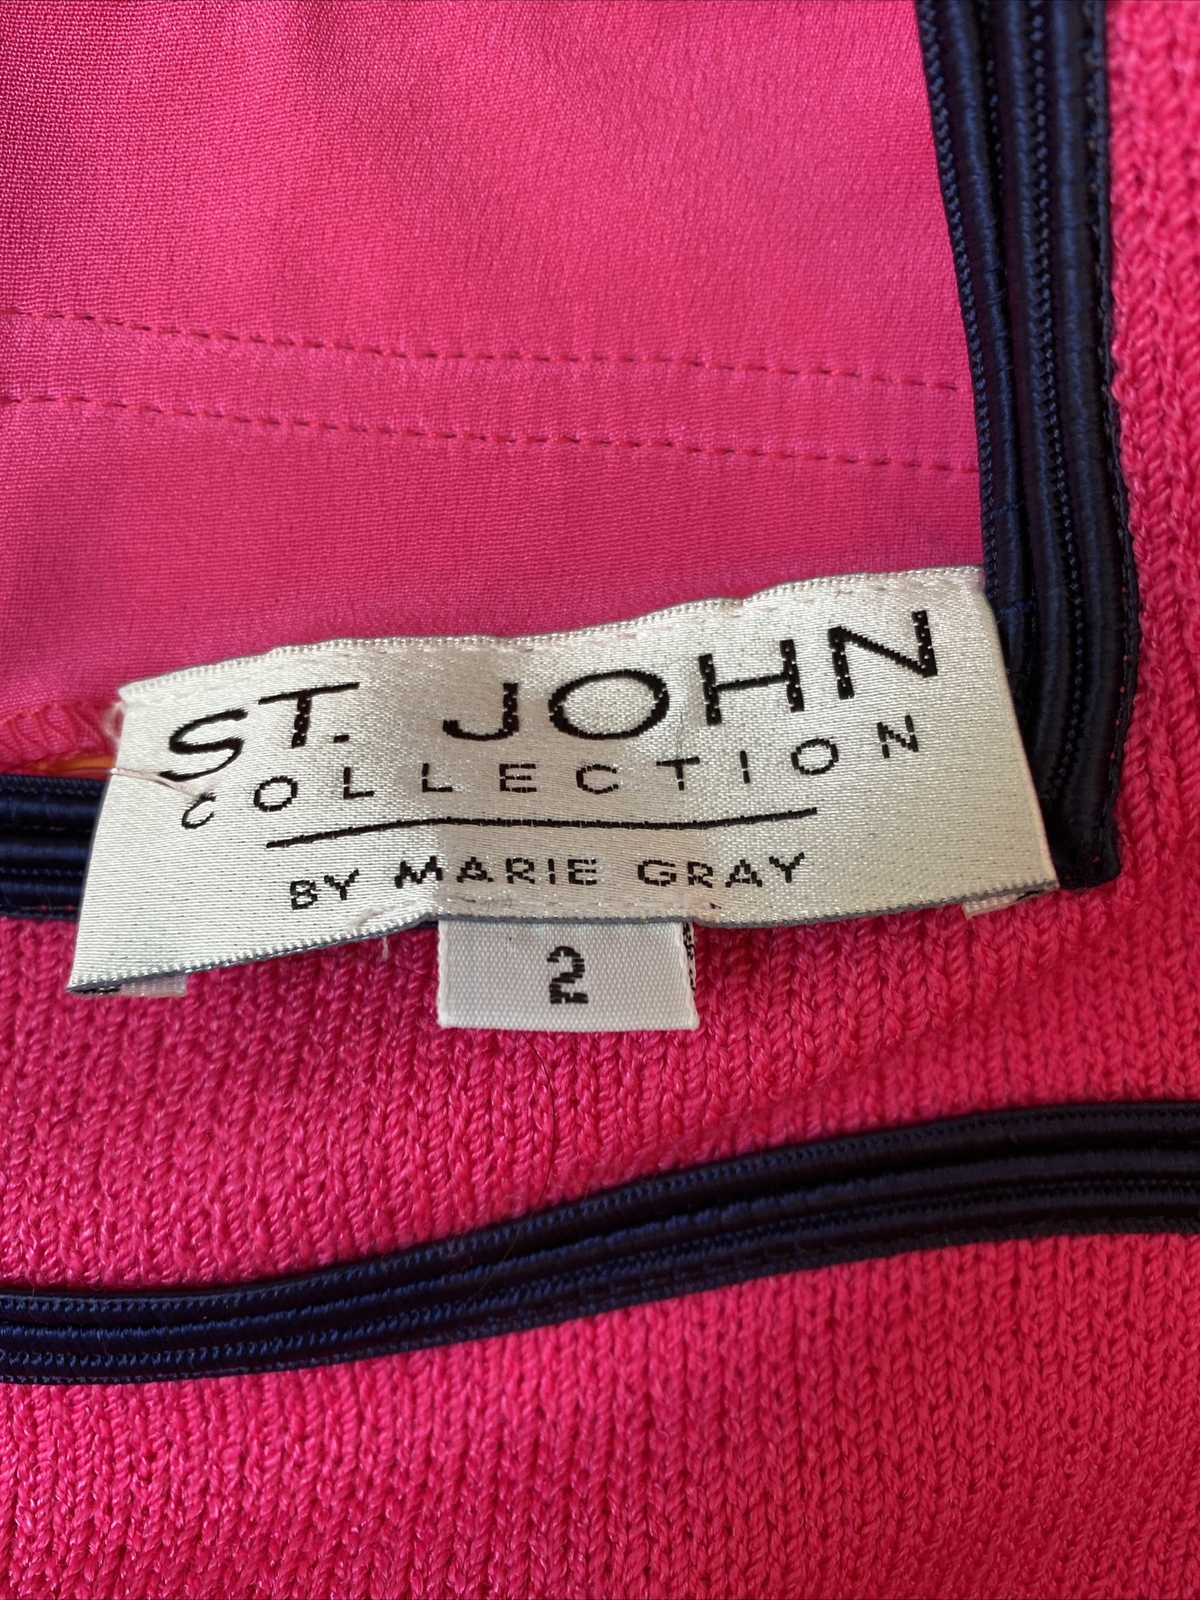 ST. JOHN
COLLECTION
BY MARIE GRAY
2